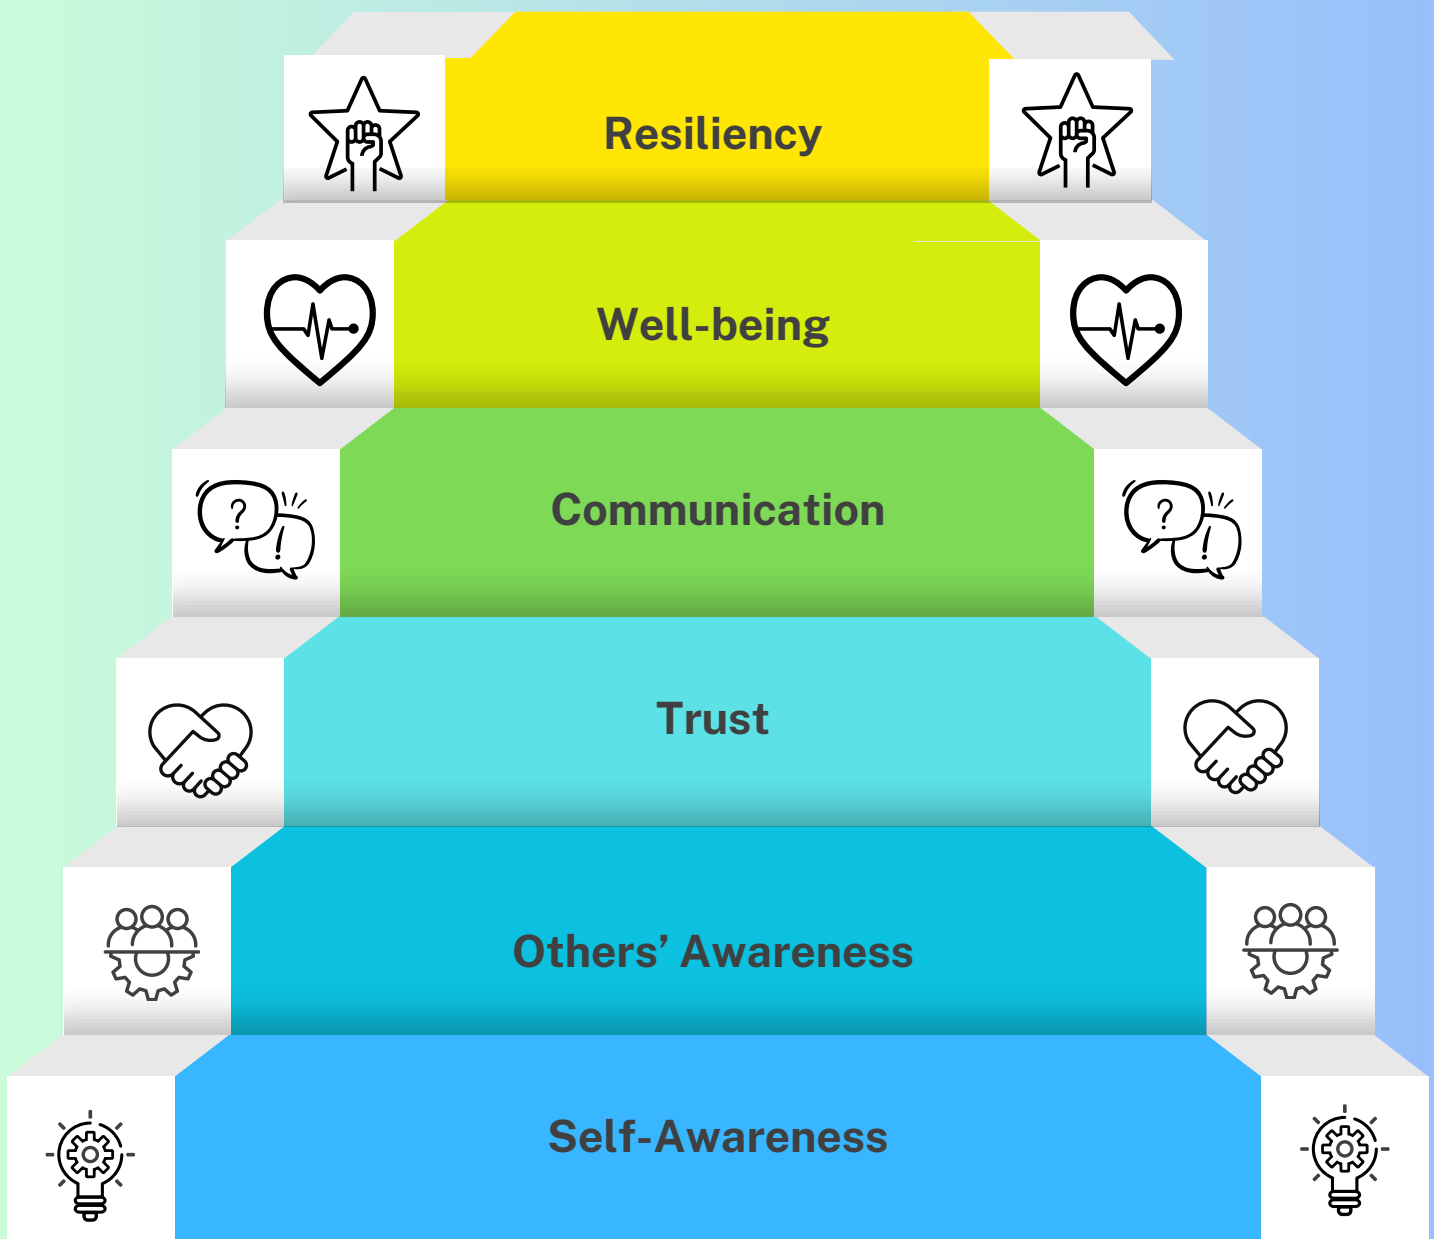 Resiliency
Well-being
Communication
Trust
Others’ Awareness
Self-Awareness